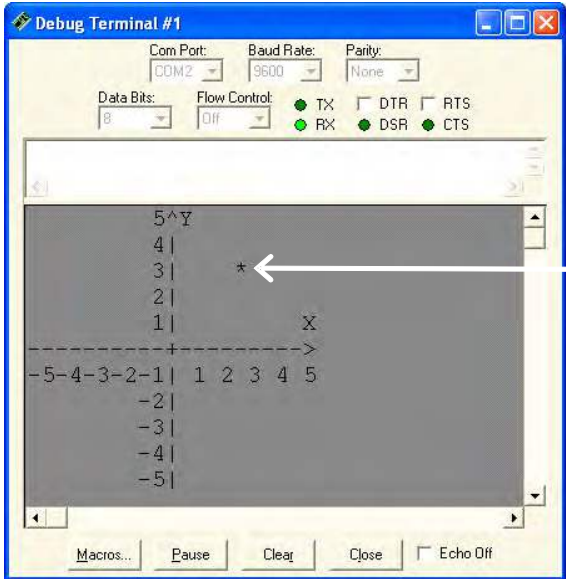 Debug Terminal #1
Com Port: Baud Rate: Parity:
COM2 9600 None
Data Bits: Flow Control: TX DTR RTS
8 Off RX DSR CTS
5^Y
4|
3|    *
2|
1|         X
----------+---------->
-5-4-3-2-1| 1 2 3 4 5
-2|
-3|
-4|
-5|
Macros... Pause Clear Close Echo Off